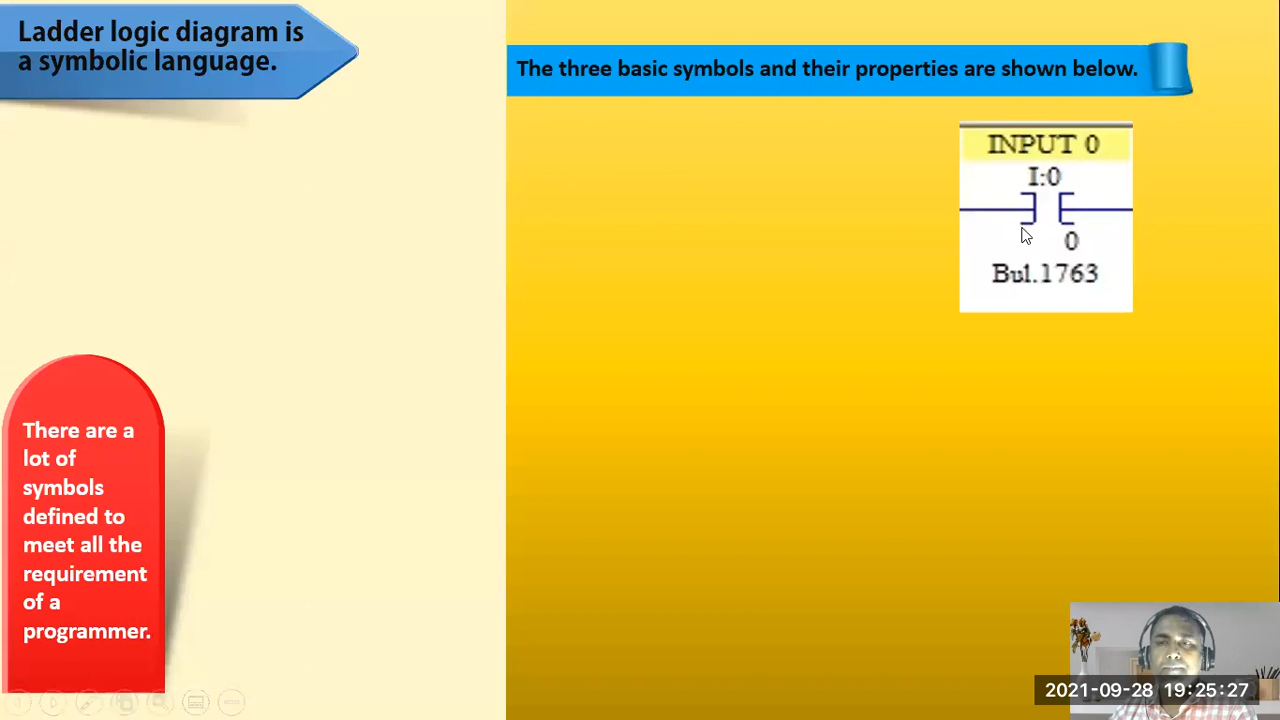 Ladder logic diagram is
a symbolic language.
The three basic symbols and their properties are shown below.
INPUT 0
I:0
0
Bul.1763
There are a
lot of
symbols
defined to
meet all the
requirement
of a
programmer.
2021-09-28 19:25:27